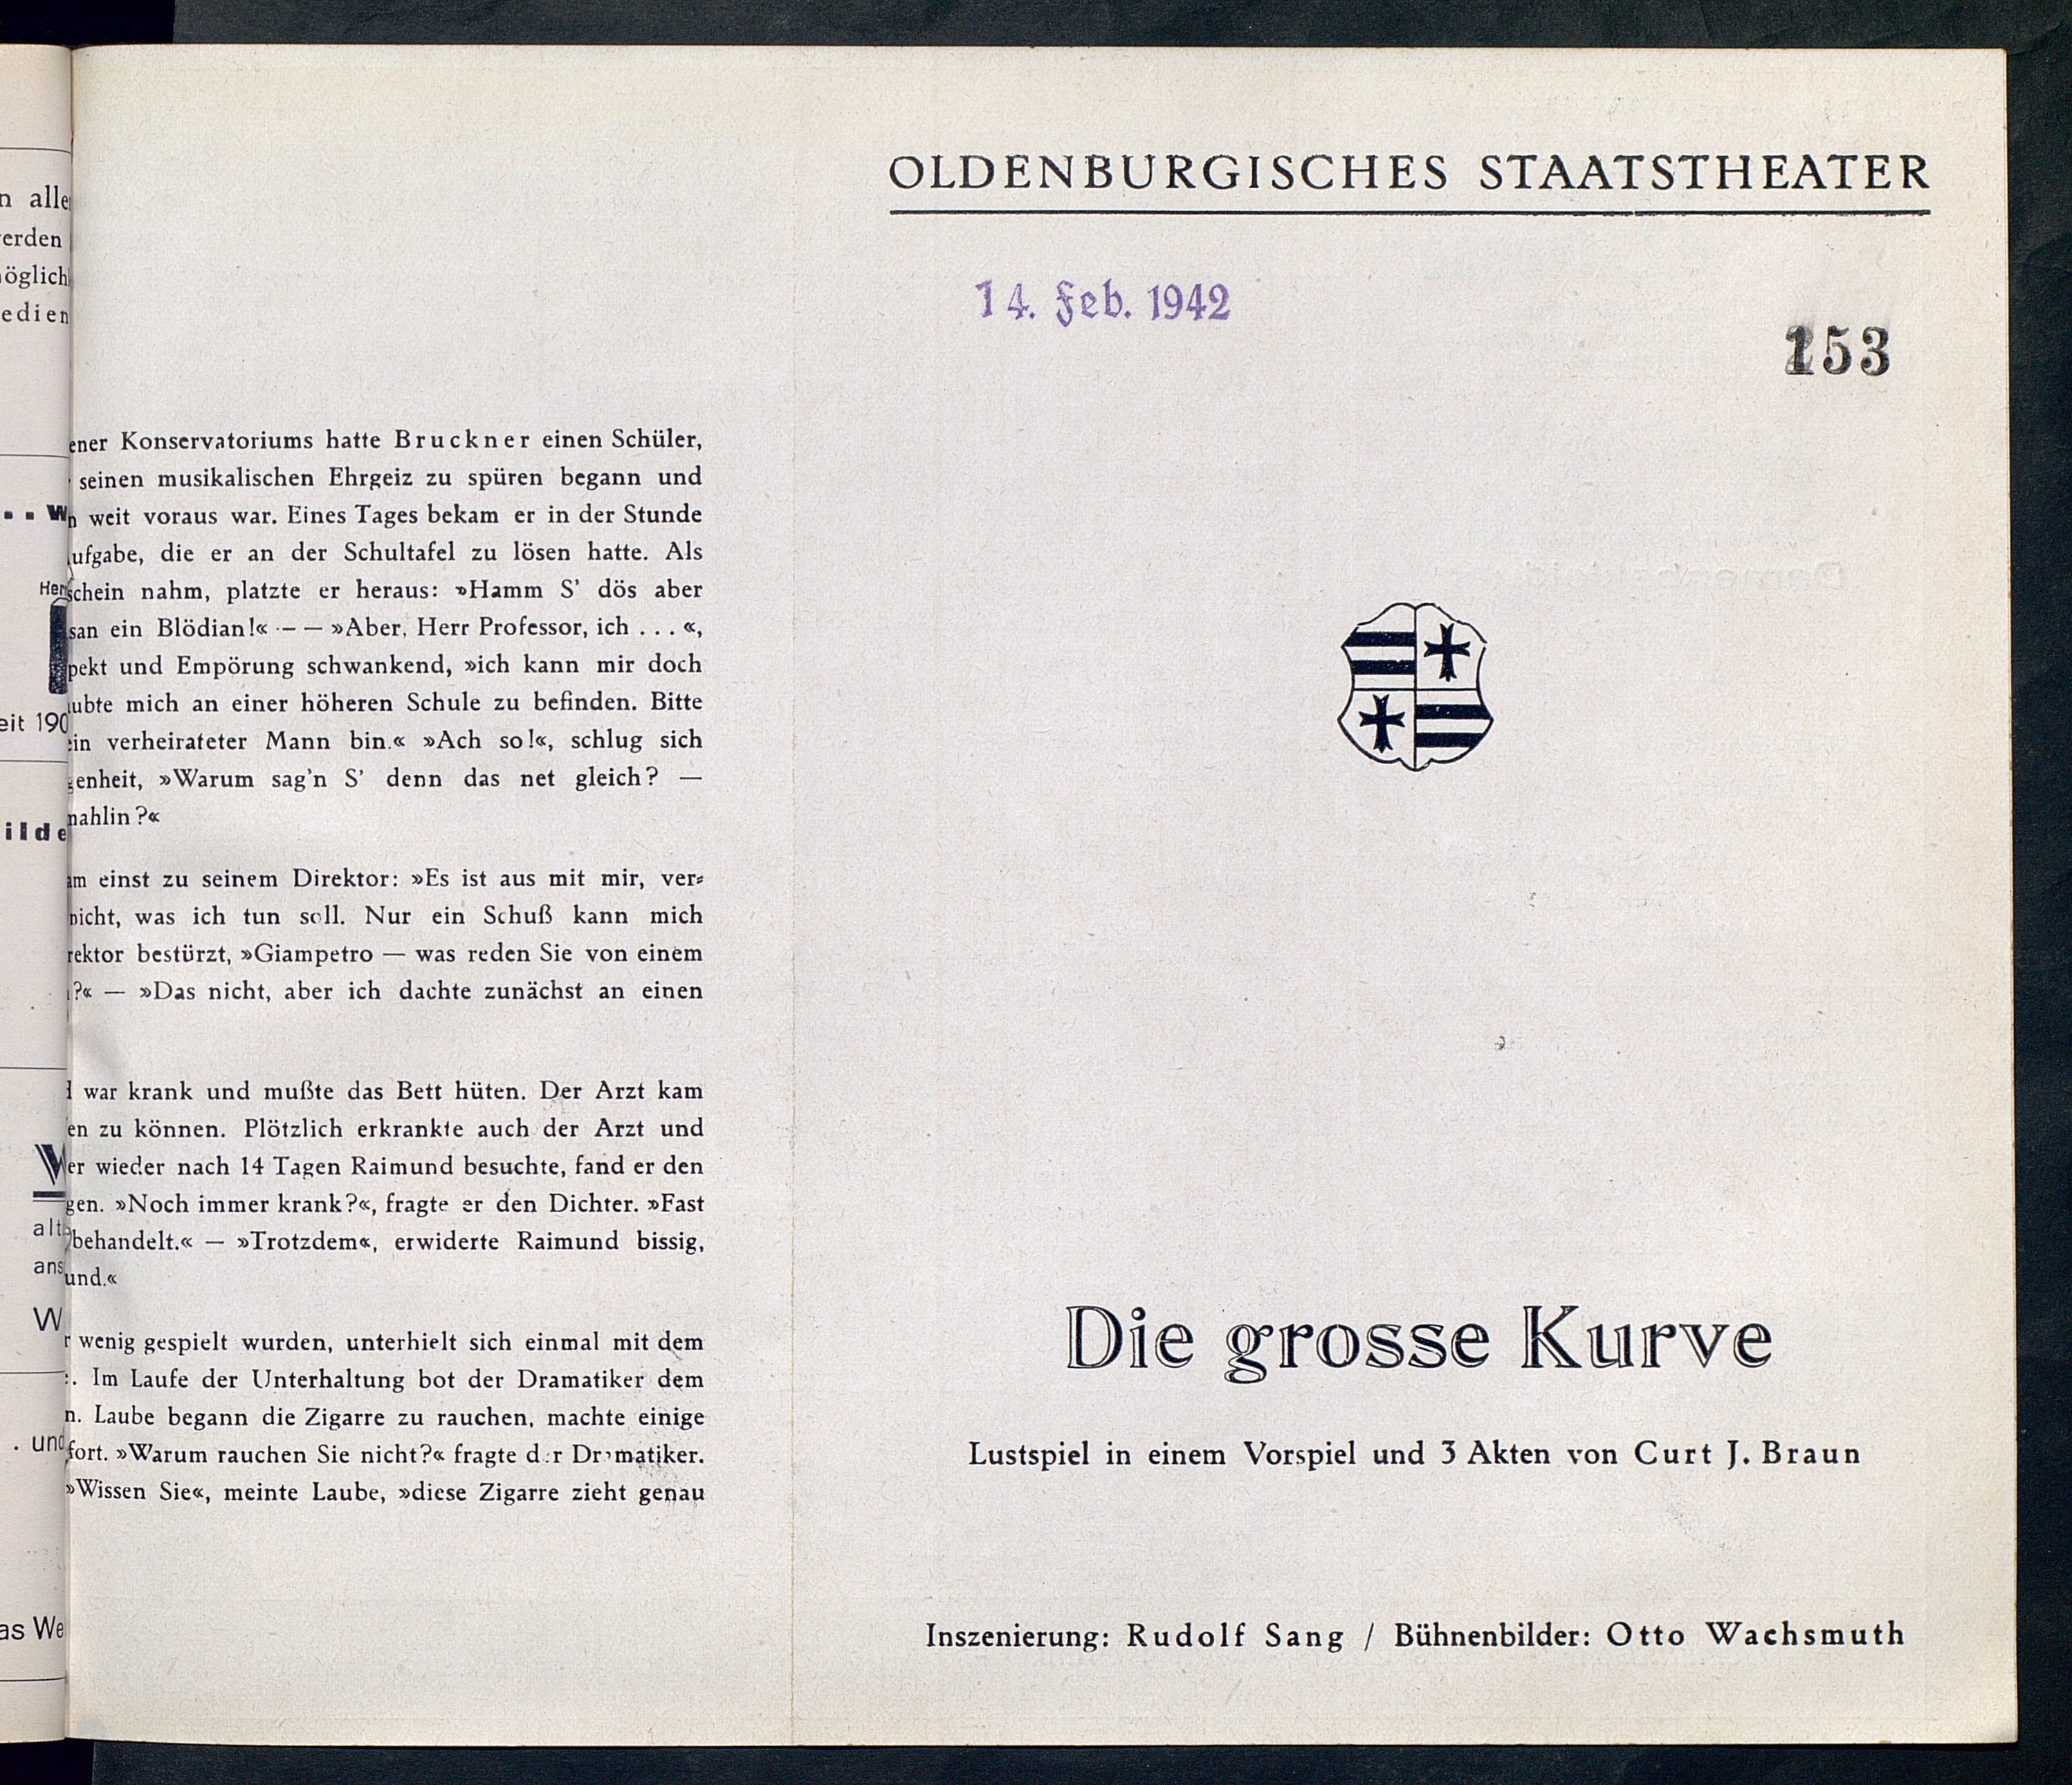 n alle
erden
öglich
edien
. . w
Her
eit 190
ilde
W
alt
ans
W
. und
as We
ener Konservatoriums hatte Bruckner einen Schüler,
seinen musikalischen Ehrgeiz zu spüren begann und
n weit voraus war. Eines Tages bekam er in der Stunde
ufgabe, die er an der Schultafel zu lösen hatte. Als
schein nahm, platzte er heraus: »Hamm S’ dös aber
san ein Blödian!« — — »Aber, Herr Professor, ich . . . «,
pekt und Empörung schwankend, »ich kann mir doch
ubte mich an einer höheren Schule zu befinden. Bitte
ein verheirateter Mann bin.« »Ach so!«, schlug sich
genheit, »Warum sag’n S’ denn das net gleich? —
mahlin?«
am einst zu seinem Direktor: »Es ist aus mit mir, ver-
nicht, was ich tun soll. Nur ein Schuß kann mich
rektor bestürzt, »Giampetro — was reden Sie von einem
?« — »Das nicht, aber ich dachte zunächst an einen
d war krank und mußte das Bett hüten. Der Arzt kam
en zu können. Plötzlich erkrankte auch der Arzt und
er wieder nach 14 Tagen Raimund besuchte, fand er den
gen. »Noch immer krank?«, fragte er den Dichter. »Fast
behandelt.« — »Trotzdem«, erwiderte Raimund bissig,
und.«
r wenig gespielt wurden, unterhielt sich einmal mit dem
. Im Laufe der Unterhaltung bot der Dramatiker dem
n. Laube begann die Zigarre zu rauchen, machte einige
fort. »Warum rauchen Sie nicht?« fragte der Dramatiker.
»Wissen Sie«, meinte Laube, »diese Zigarre zieht genau
OLDENBURGISCHES STAATSTHEATER
14. Feb. 1942
153
Die grosse Kurve
Lustspiel in einem Vorspiel und 3 Akten von Curt J. Braun
Inszenierung: Rudolf Sang / Bühnenbilder: Otto Wachsmuth